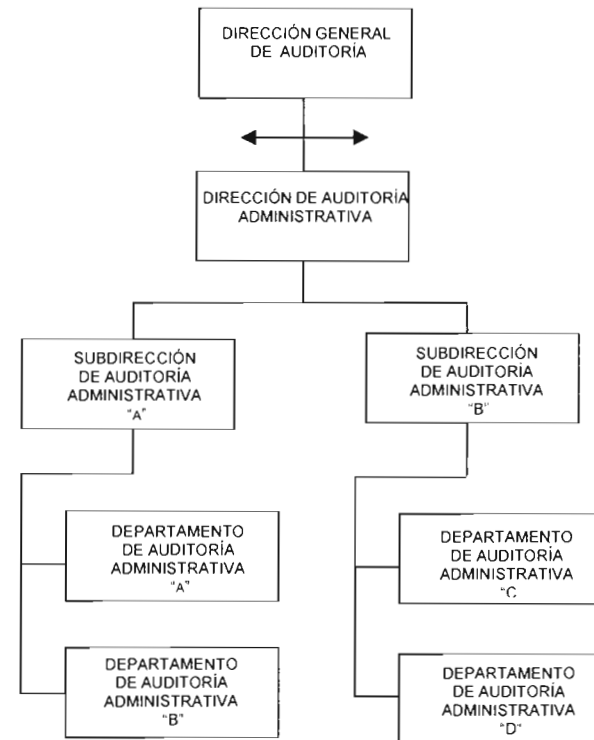 DIRECCIÓN GENERAL
DE AUDITORÍA
DIRECCIÓN DE AUDITORÍA
ADMINISTRATIVA
SUBDIRECCIÓN
DE AUDITORÍA
ADMINISTRATIVA
"A"
SUBDIRECCIÓN
DE AUDITORÍA
ADMINISTRATIVA
"B"
DEPARTAMENTO
DE AUDITORÍA
ADMINISTRATIVA
"A"
DEPARTAMENTO
DE AUDITORÍA
ADMINISTRATIVA
"B"
DEPARTAMENTO
DE AUDITORÍA
ADMINISTRATIVA
"C
DEPARTAMENTO
DE AUDITORÍA
ADMINISTRATIVA
"D"